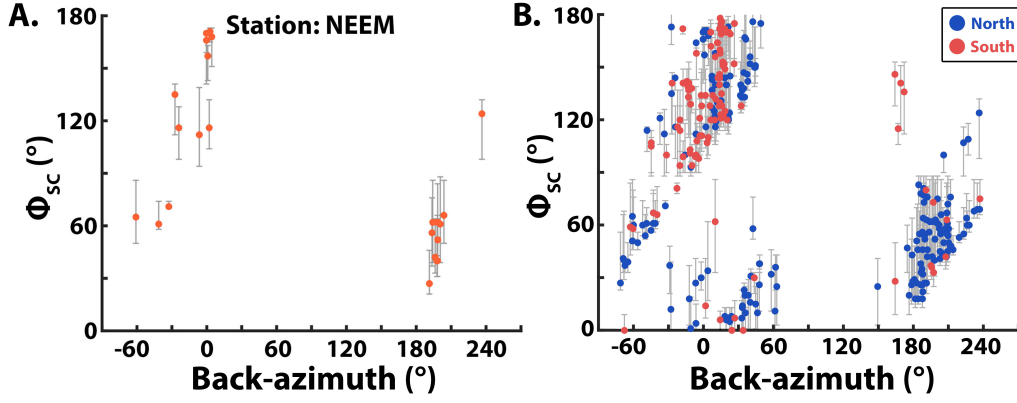 A.
Station: NEEM
180
120
60
0
Φsc (°)
-60 0 60 120 180 240
Back-azimuth (°)
B.
North
South
180
120
60
0
Φsc (°)
-60 0 60 120 180 240
Back-azimuth (°)